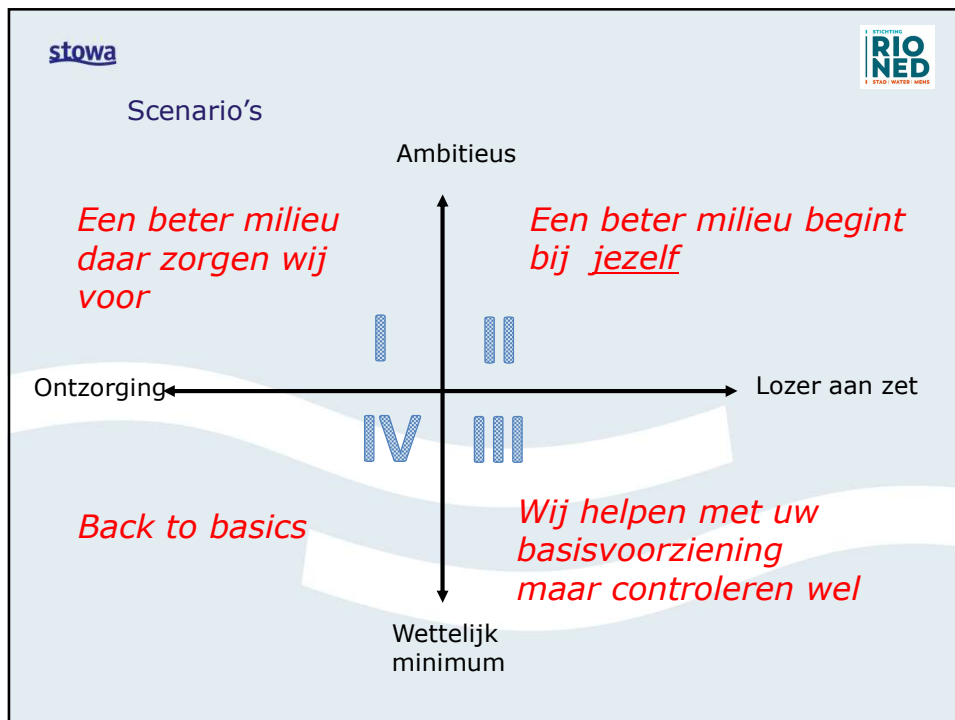 stowa
STICHTING
RIO
NED
STAD | WATER | MENS
Scenario's
Ambitieus
Een beter milieu
daar zorgen wij
voor
Een beter milieu begint
bij jezelf
I
II
Ontzorging
Lozer aan zet
IV
III
Back to basics
Wij helpen met uw
basisvoorziening
maar controleren wel
Wettelijk
minimum